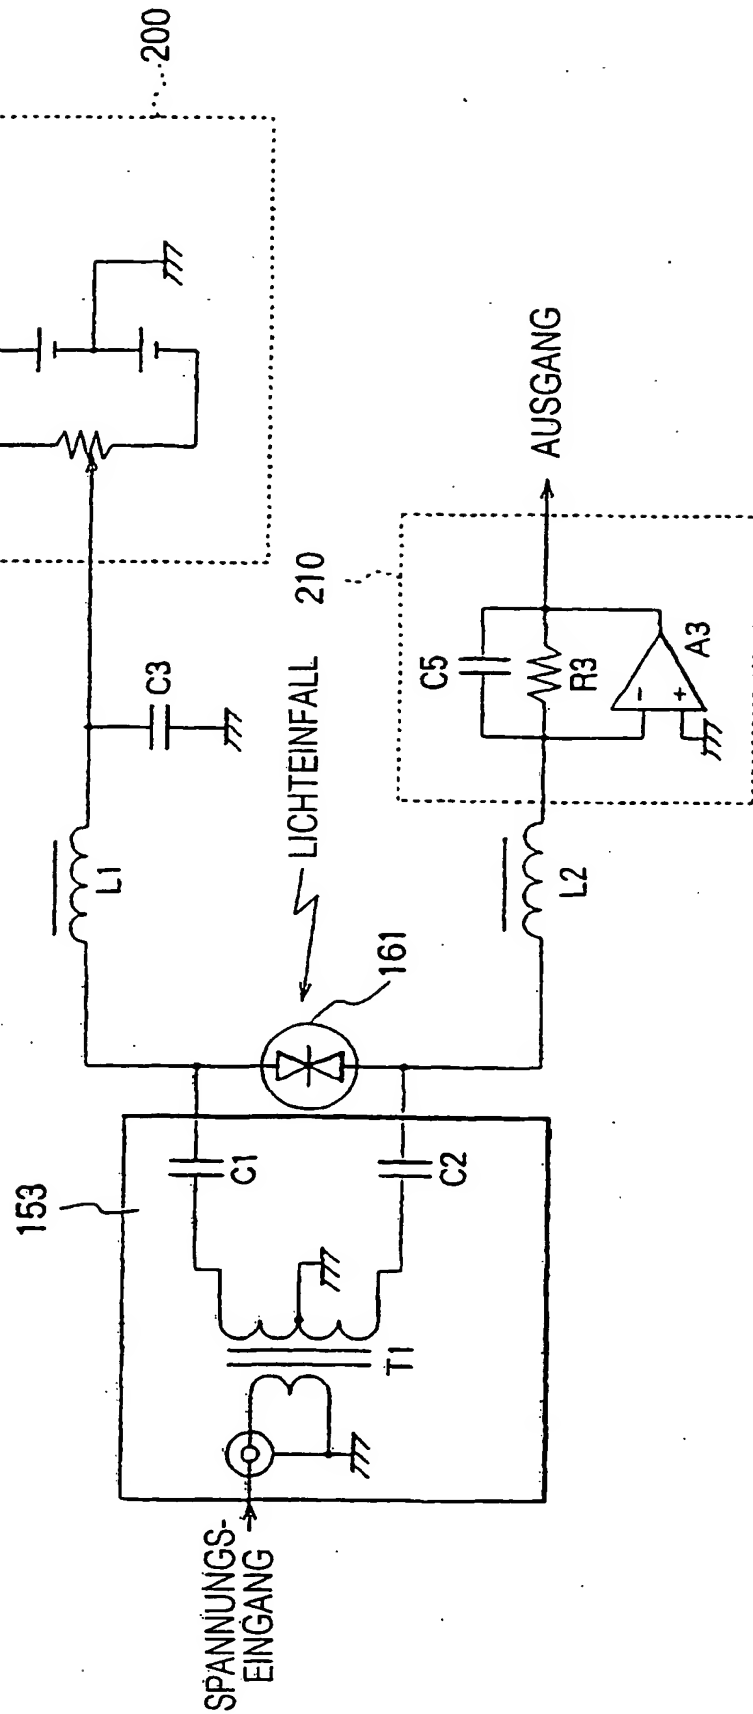 200
C3
L1
LICHTEINFALL
210
AUSGANG
C5
R3
A3
L2
161
153
C1
C2
T1
SPANNUNGS-
EINGANG
-
+